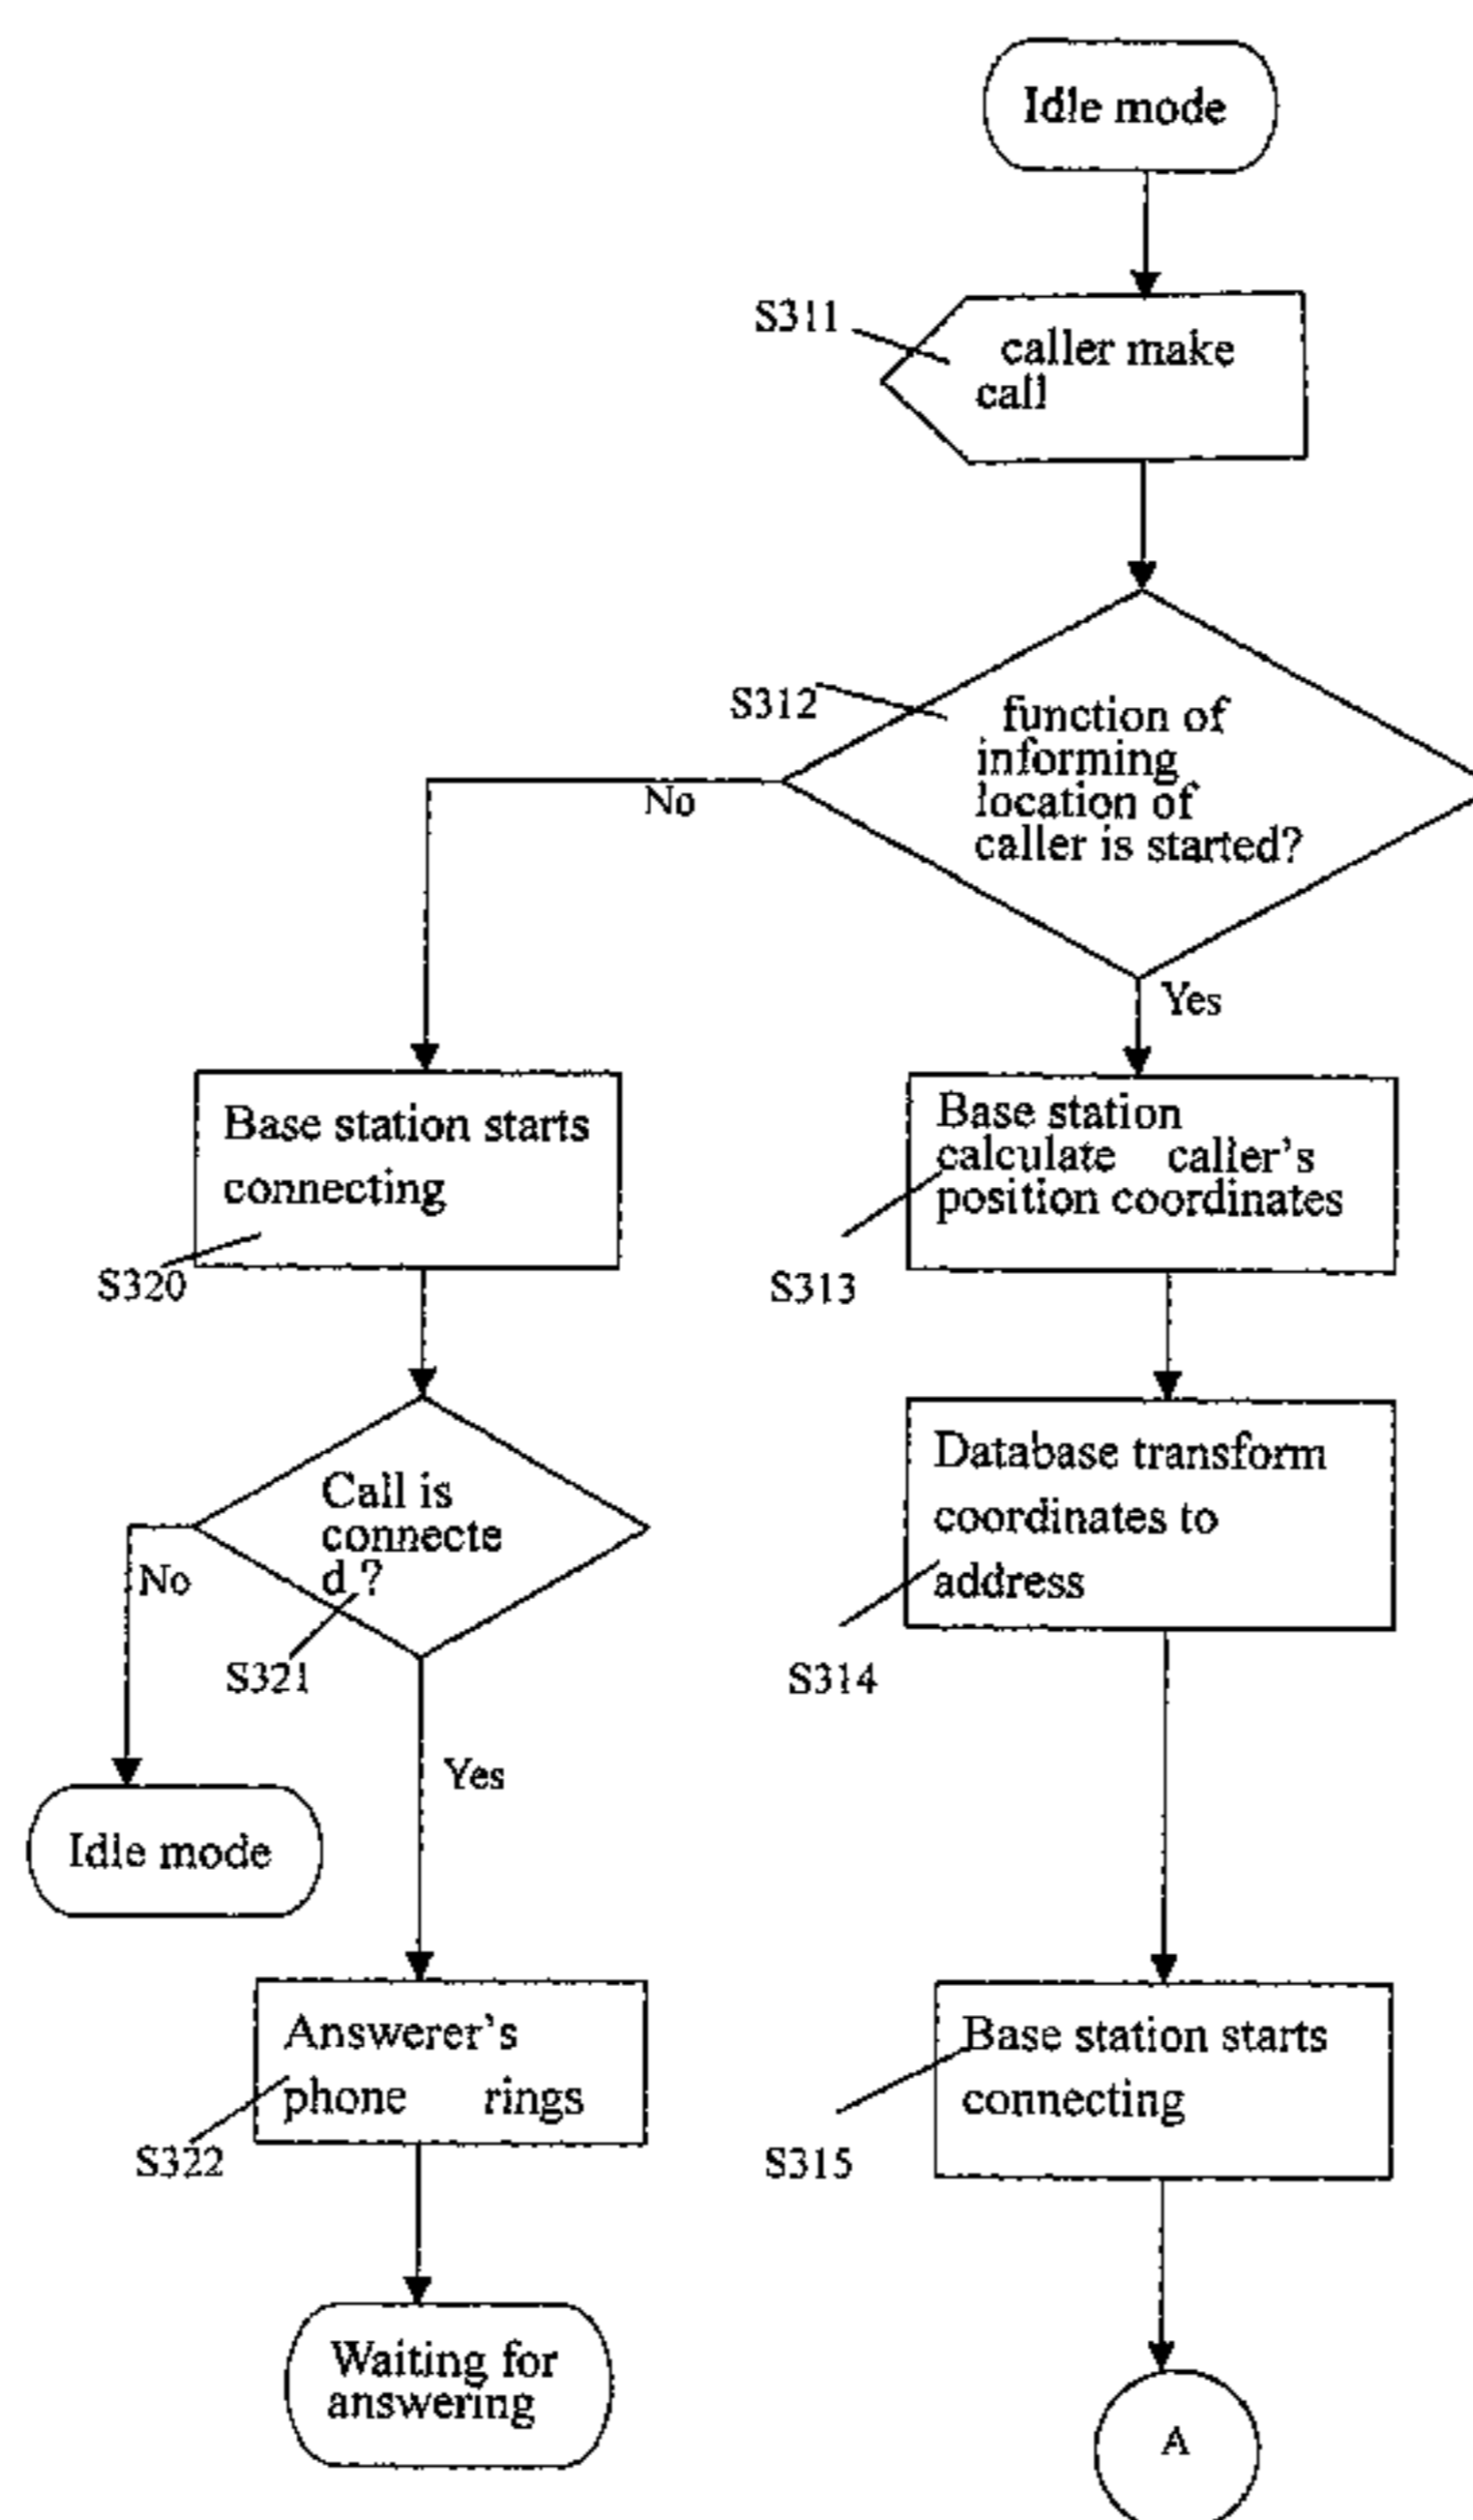 Idle mode
S311
caller make
call
S312
function of
informing
location of
caller is started?
No
Yes
Base station starts
connecting
S320
Base station
calculate caller's
position coordinates
S313
Call is
connecte
d ?
No
S321
Yes
Database transform
coordinates to
address
S314
Idle mode
Answerer's
phone rings
S322
Base station starts
connecting
S315
Waiting for
answering
A